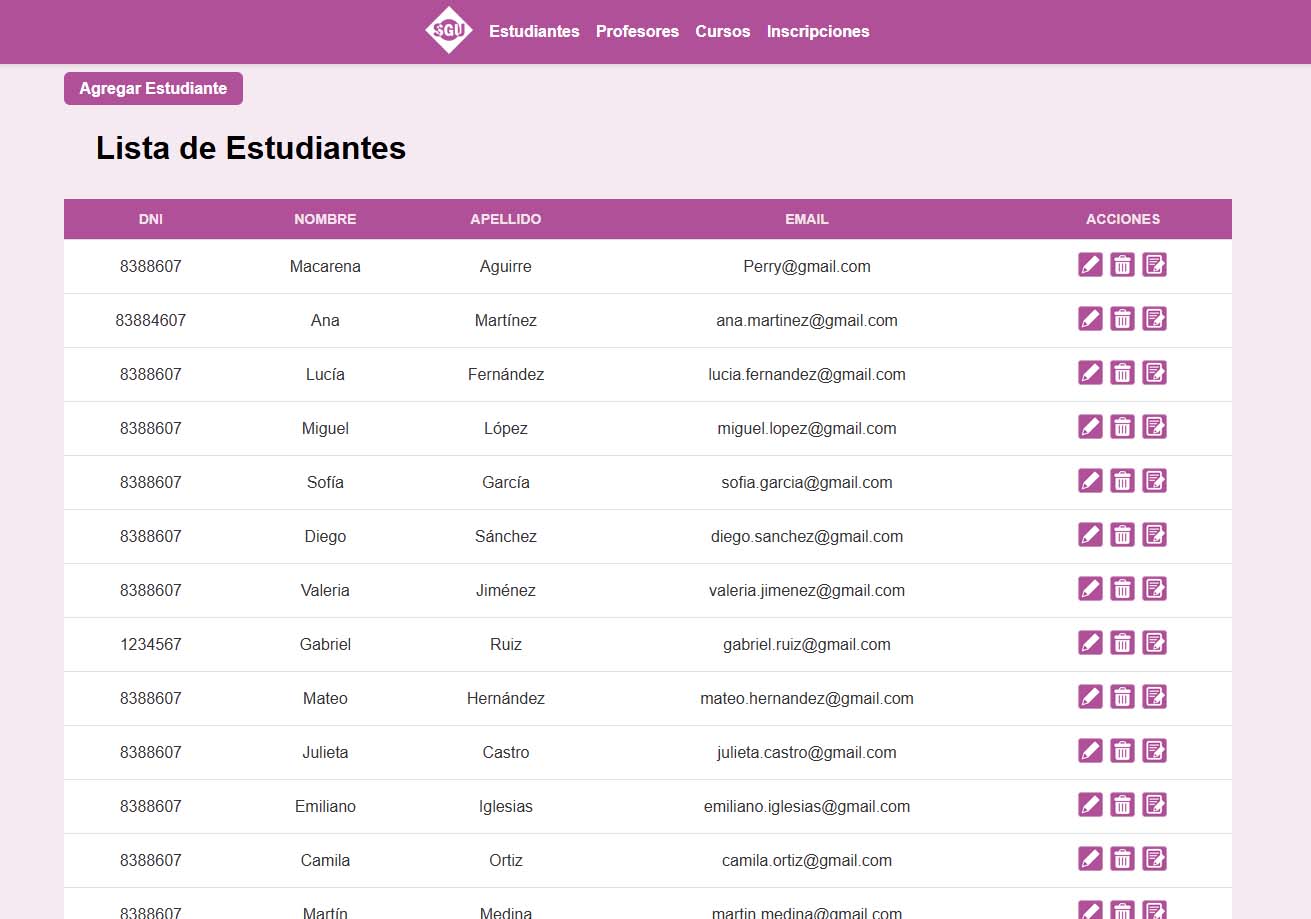 SGU Estudiantes Profesores Cursos Inscripciones
Agregar Estudiante
Lista de Estudiantes
DNI NOMBRE APELLIDO EMAIL ACCIONES
8388607 Macarena Aguirre Perry@gmail.com
83884607 Ana Martínez ana.martinez@gmail.com
8388607 Lucía Fernández lucia.fernandez@gmail.com
8388607 Miguel López miguel.lopez@gmail.com
8388607 Sofía García sofia.garcia@gmail.com
8388607 Diego Sánchez diego.sanchez@gmail.com
8388607 Valeria Jiménez valeria.jimenez@gmail.com
1234567 Gabriel Ruiz gabriel.ruiz@gmail.com
8388607 Mateo Hernández mateo.hernandez@gmail.com
8388607 Julieta Castro julieta.castro@gmail.com
8388607 Emiliano Iglesias emiliano.iglesias@gmail.com
8388607 Camila Ortiz camila.ortiz@gmail.com
8388607 Martín Medina martin.medina@gmail.com